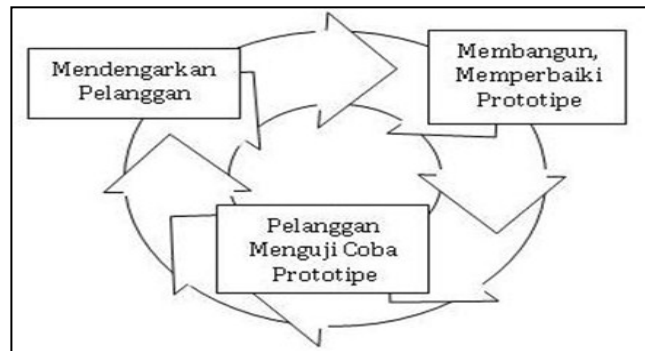 Mendengarkan
Pelanggan
Membangun,
Memperbaiki
Prototipe
Pelanggan
Menguji Coba
Prototipe